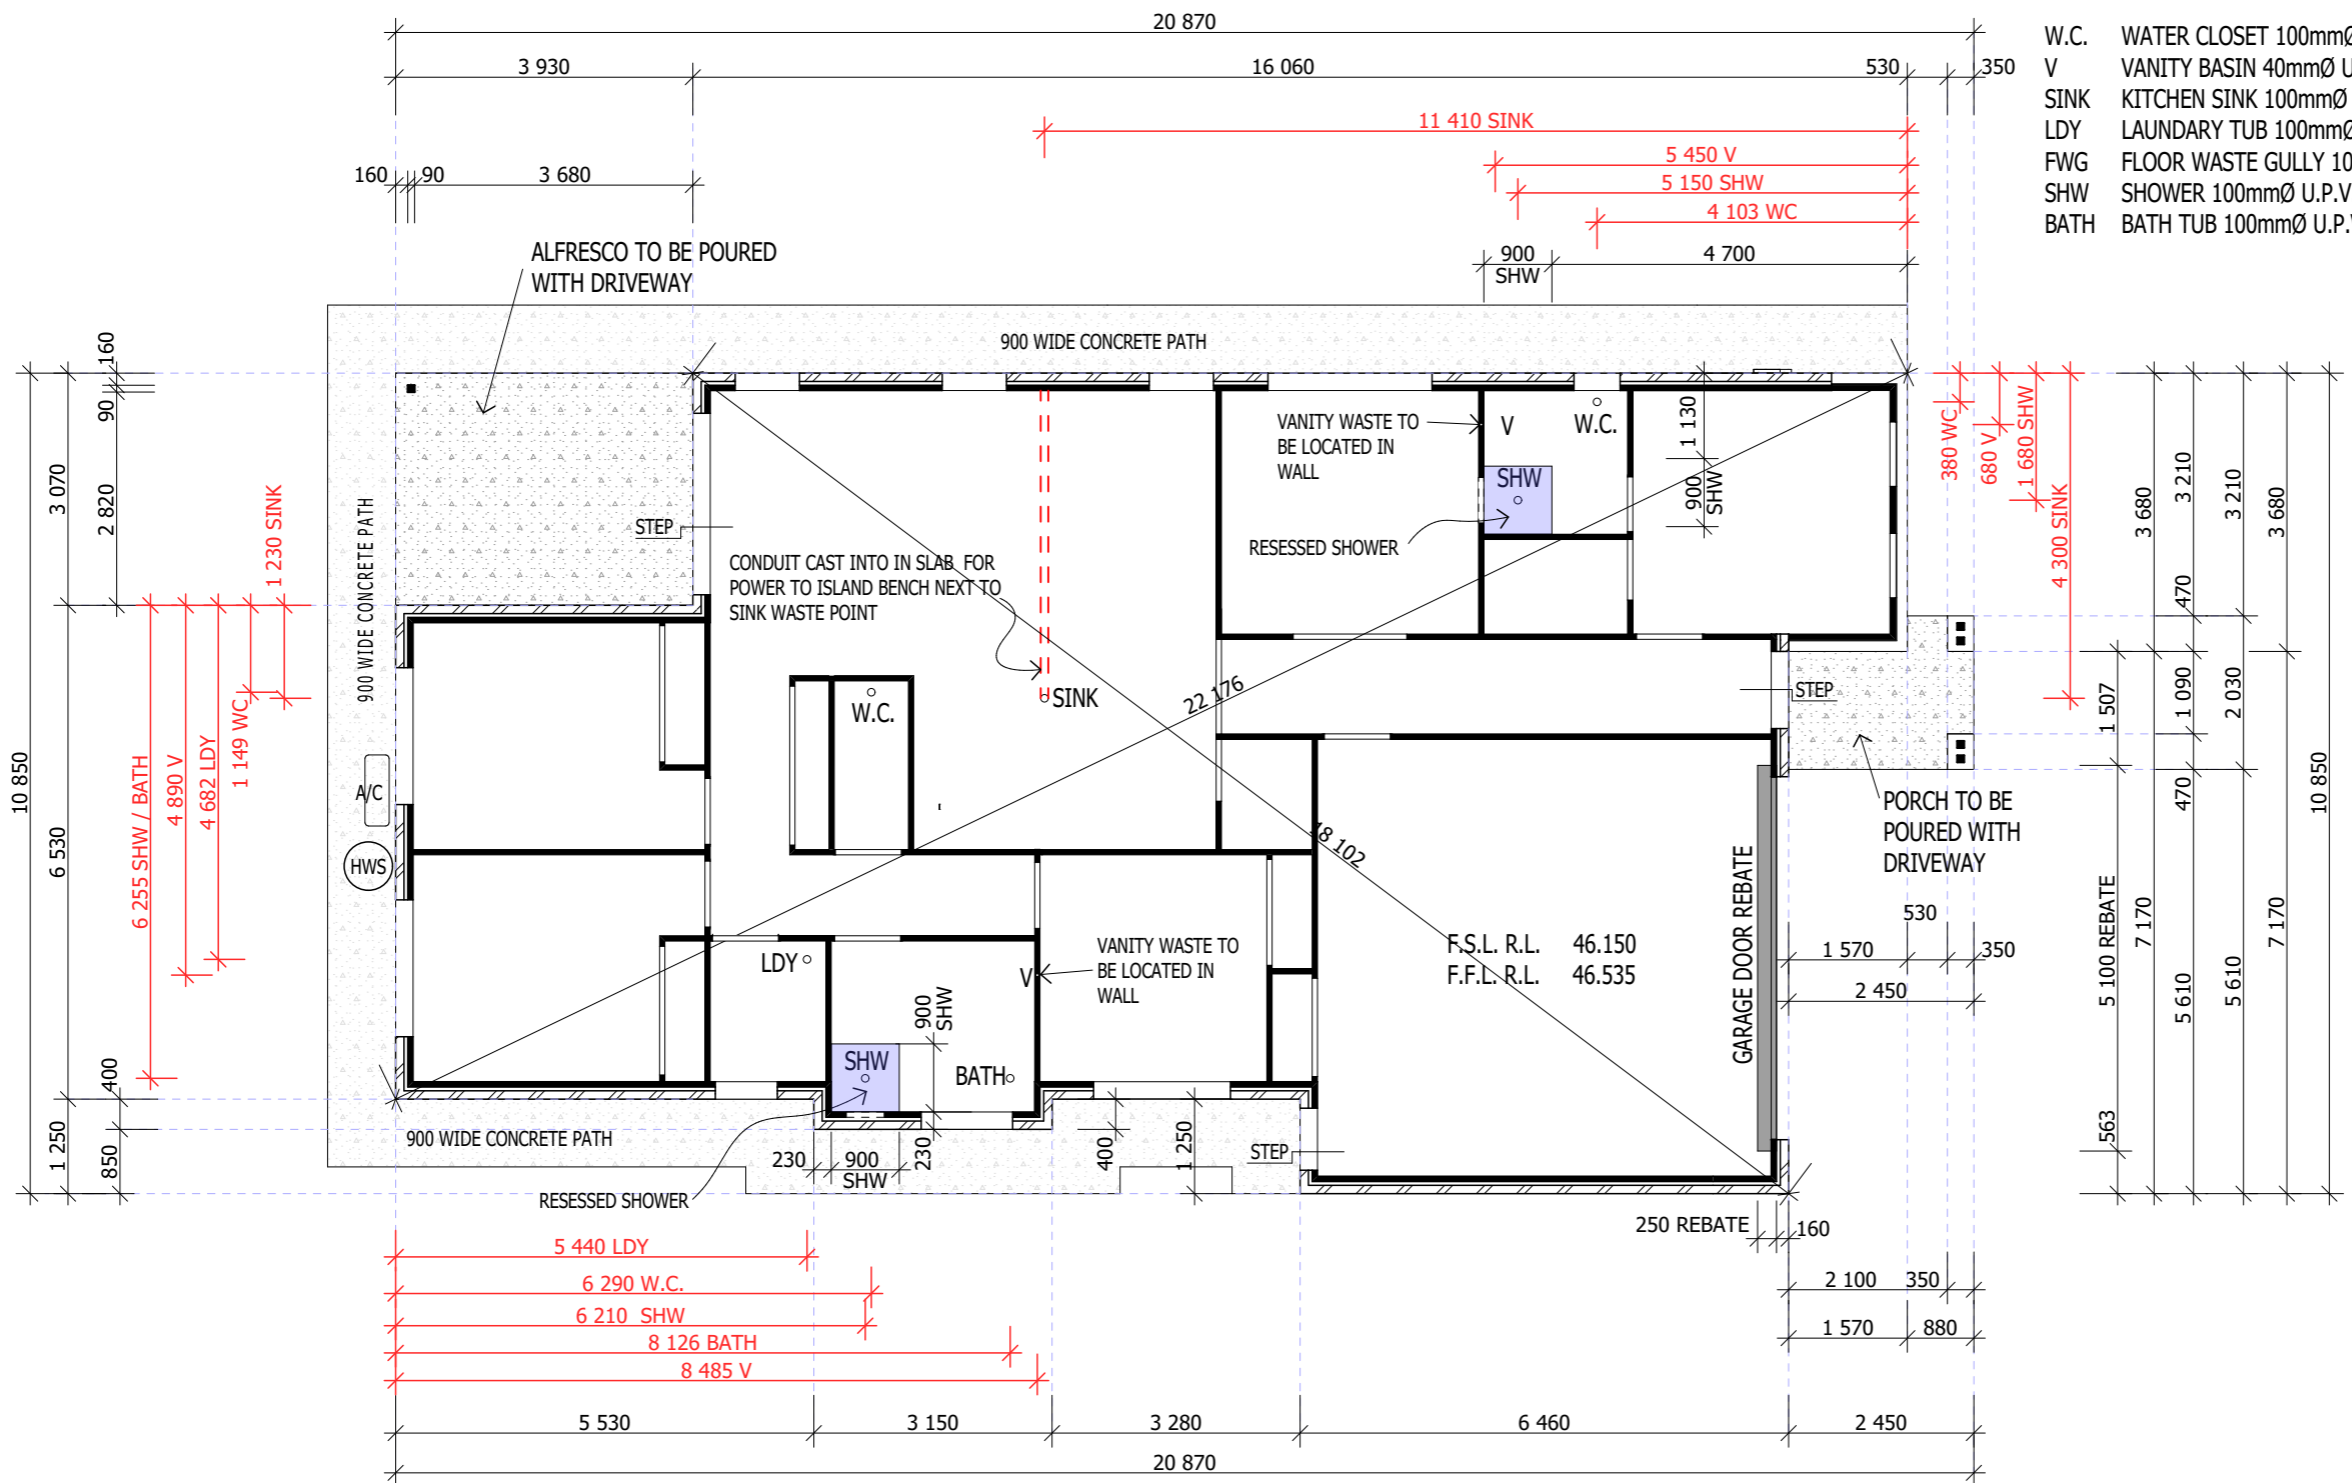 20 870
3 930
16 060
530
350
W.C. WATER CLOSET 100mmØ
V VANITY BASIN 40mmØ U
SINK KITCHEN SINK 100mmØ
LDY LAUNDARY TUB 100mmØ
FWG FLOOR WASTE GULLY 10
SHW SHOWER 100mmØ U.P.V
BATH BATH TUB 100mmØ U.P.
11 410 SINK
5 450 V
5 150 SHW
4 103 WC
160
90
3 680
900
SHW
4 700
ALFRESCO TO BE POURED
WITH DRIVEWAY
900 WIDE CONCRETE PATH
160
90
3 070
2 820
10 850
6 530
400
1 250
850
1 230 SINK
1 149 WC
4 682 LDY
4 890 V
6 255 SHW / BATH
900 WIDE CONCRETE PATH
A/C
HWS
STEP
CONDUIT CAST INTO IN SLAB FOR
POWER TO ISLAND BENCH NEXT TO
SINK WASTE POINT
VANITY WASTE TO
BE LOCATED IN
WALL
V
W.C.
SHW
RESESSED SHOWER
1 130
900
SHW
W.C.
SINK
22 176
18 102
STEP
380 WC
680 V
1 680 SHW
4 300 SINK
3 680
3 210
3 210
3 680
470
1 507
1 090
2 030
470
10 850
5 100 REBATE
7 170
5 610
5 610
7 170
563
PORCH TO BE
POURED WITH
DRIVEWAY
530
1 570
350
2 450
GARAGE DOOR REBATE
F.S.L. R.L. 46.150
F.F.L. R.L. 46.535
LDY
V
VANITY WASTE TO
BE LOCATED IN
WALL
900
SHW
SHW
BATH
900 WIDE CONCRETE PATH
230
900
SHW
230
400
1 250
STEP
RESESSED SHOWER
250 REBATE
160
5 440 LDY
6 290 W.C.
6 210 SHW
8 126 BATH
8 485 V
2 100
350
1 570
880
5 530
3 150
3 280
6 460
2 450
20 870